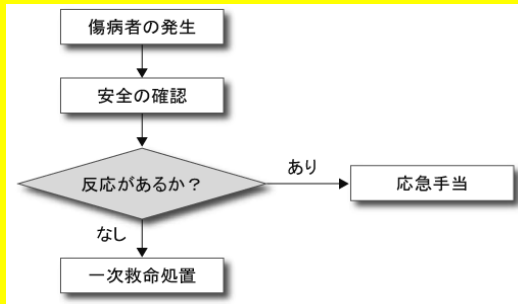 傷病者の発生
安全の確認
反応があるか？
あり
応急手当
なし
一次救命処置